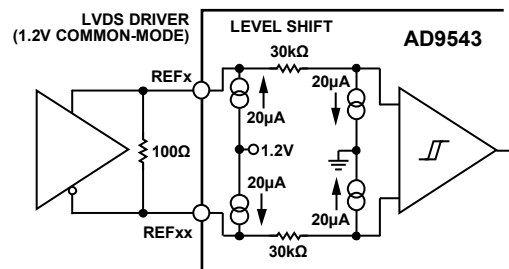 LVDS DRIVER
(1.2V COMMON-MODE)
LEVEL SHIFT
AD9543
30kΩ
REFx
20µA
20µA
100Ω
1.2V
20µA
20µA
REFxx
30kΩ